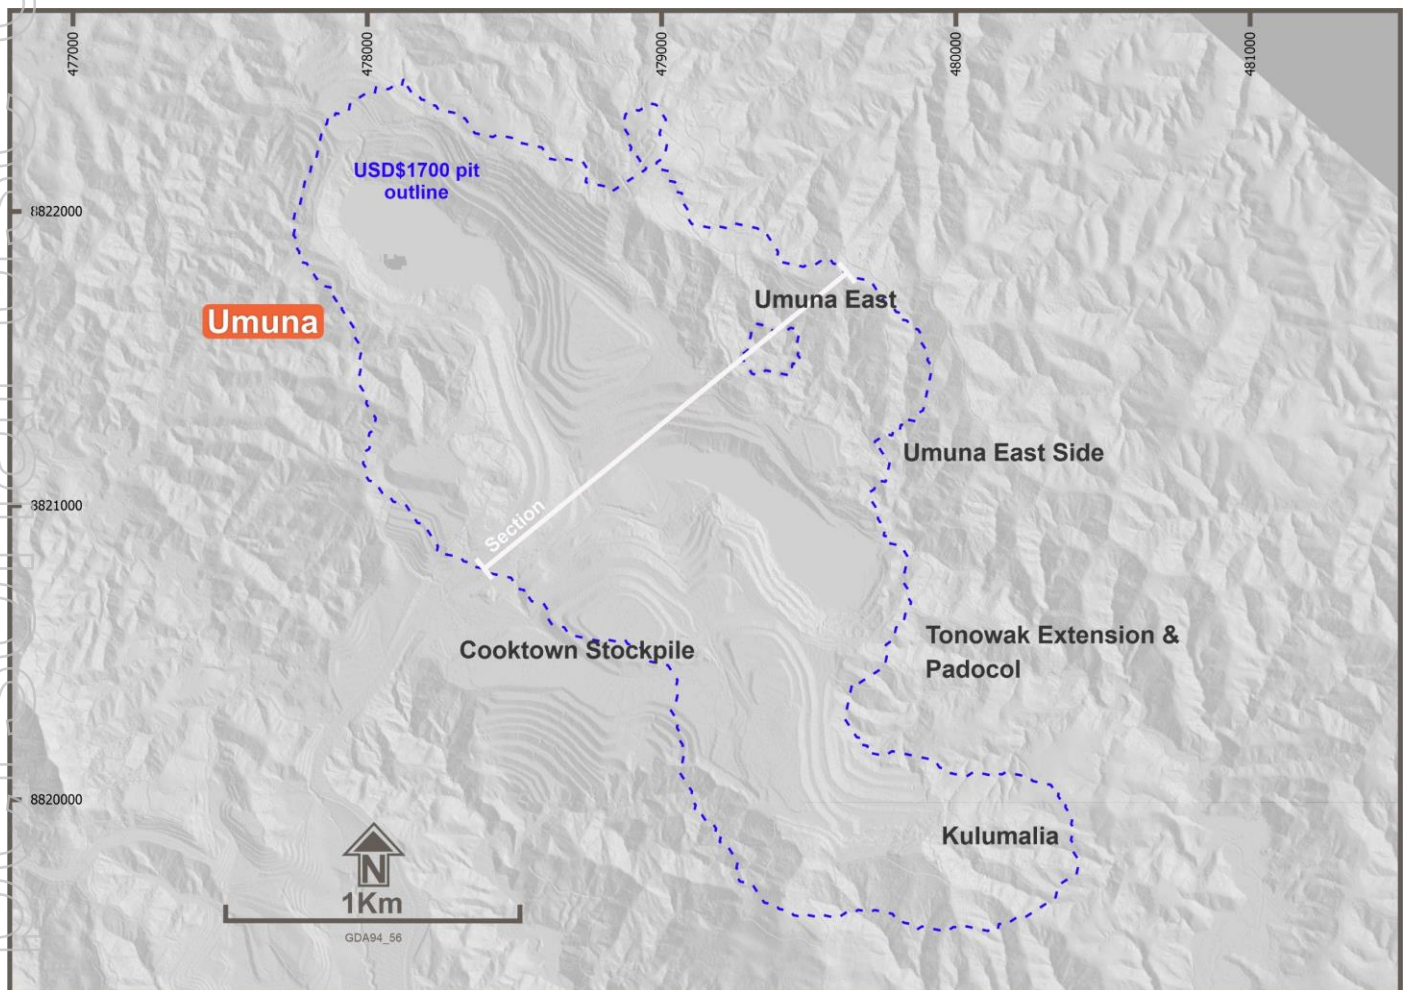 477000
478000
479000
480000
481000
USD$1700 pit
outline
8822000
Umuna East
Umuna
Umuna East Side
8821000
Section
Tonowak Extension &
Padocol
Cooktown Stockpile
8820000
Kulumalia
N
1Km
GDA94_56